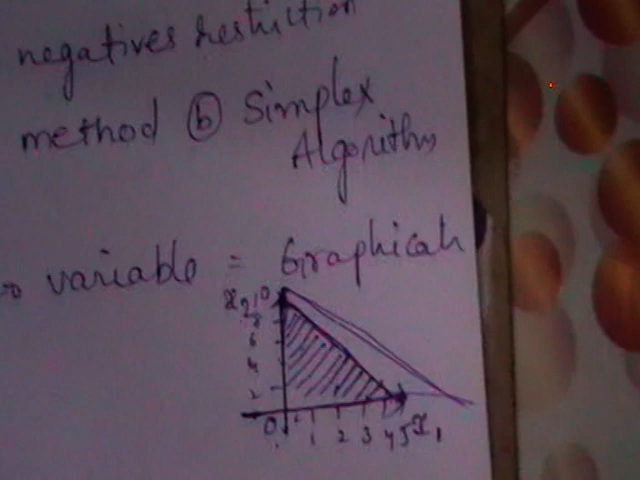 negatives restriction
method ⓑ Simplex
Algorithm
variable = Graphical
x₂ 10
8
6
4
2
0 1 2 3 4 5 x₁